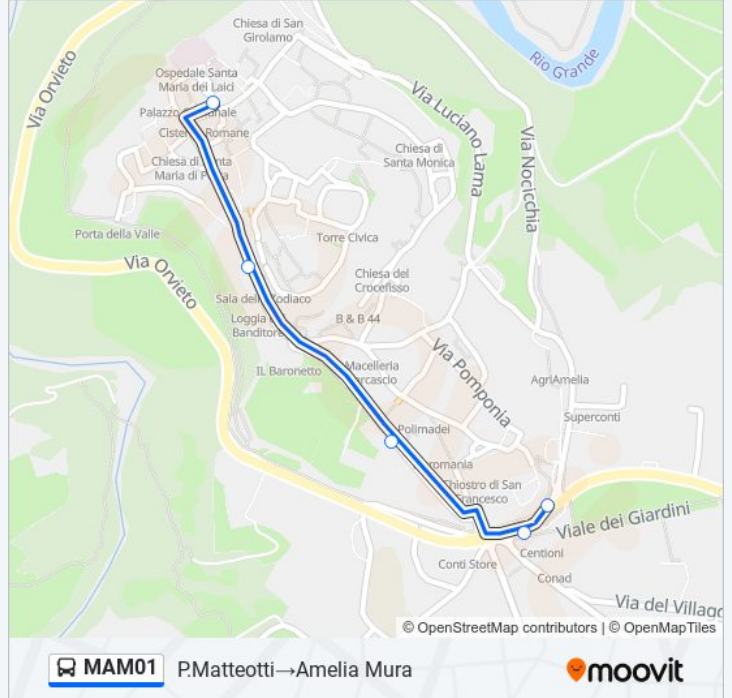 Chiesa di San
Girolamo
Rio Grande
Via Orvieto
Ospedale Santa
Maria dei Laici
Via Luciano Lama
Palazzo
Cisterne Romane
Via Nocicchia
Chiesa di
Santa Monica
Chiesa di Santa
Maria di
Porta della Valle
Torre Civica
Via Orvieto
Chiesa del
Crocefisso
Sala dello Zodiaco
Loggia
Banditore
B & B 44
Via Pomponia
IL Baronetto
Macelleria
AgriAmelia
Superconti
Polimadei
Chiostro di San
Francesco
Viale dei Giardini
Centioni
Conti Store
Conad
Via del Villagg
© OpenStreetMap contributors | © OpenMapTiles
MAM01 P.Matteotti→Amelia Mura
moovit